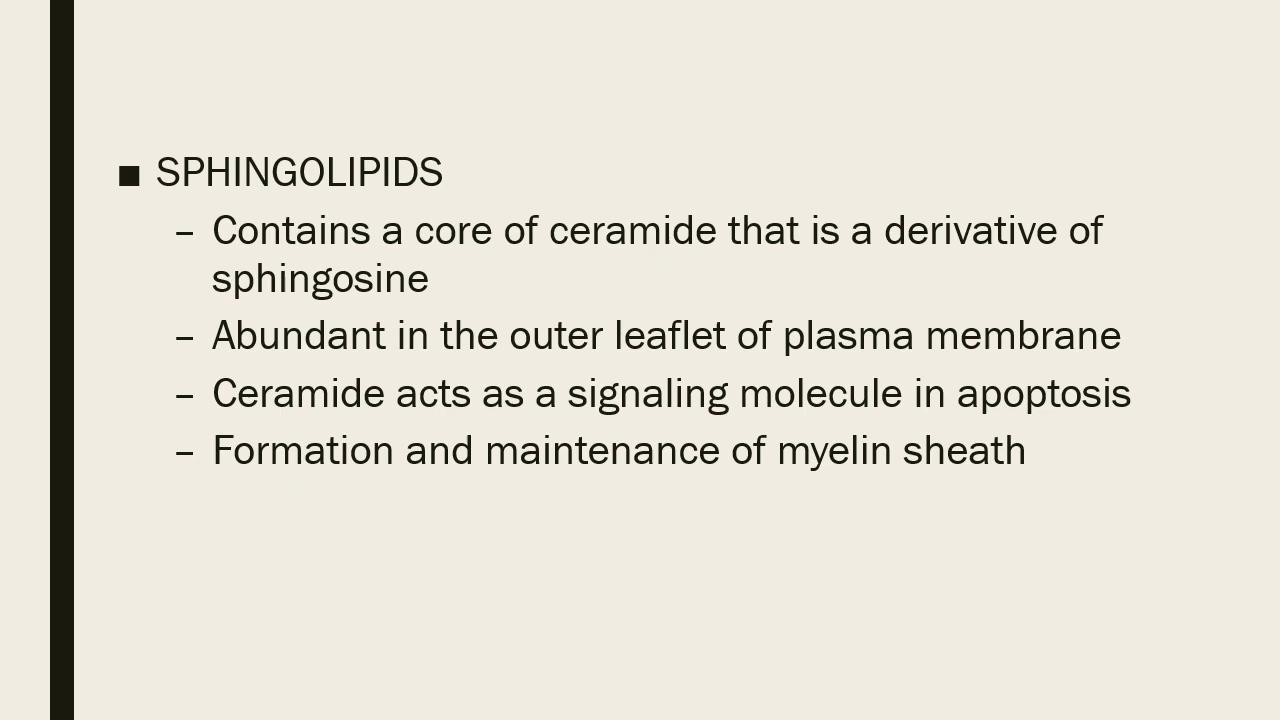 ■ SPHINGOLIPIDS
– Contains a core of ceramide that is a derivative of
sphingosine
– Abundant in the outer leaflet of plasma membrane
– Ceramide acts as a signaling molecule in apoptosis
– Formation and maintenance of myelin sheath